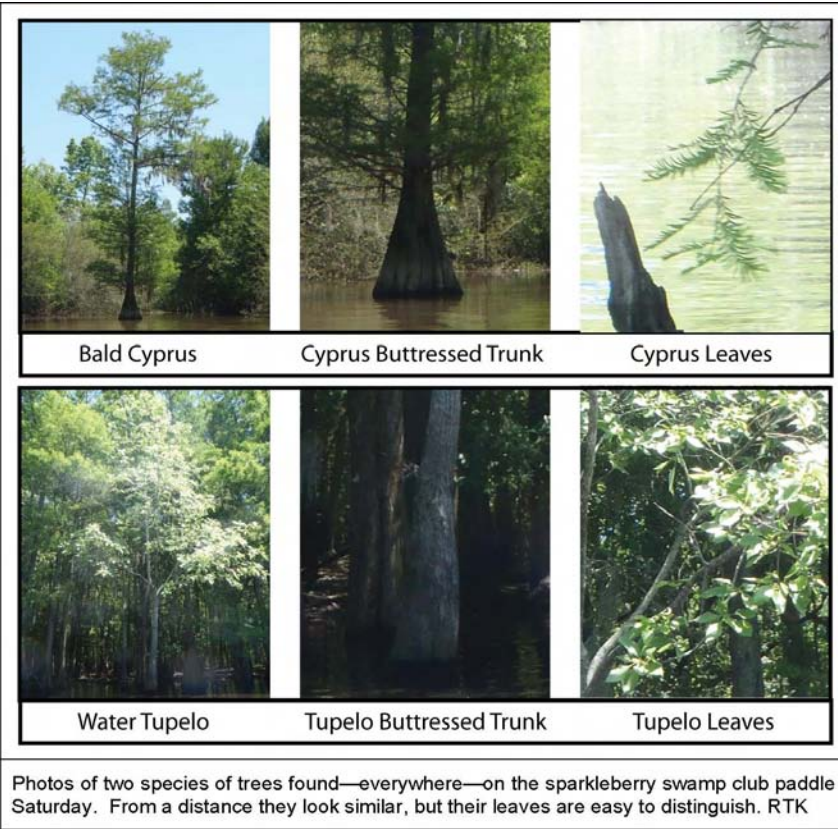 Bald Cyprus
Cyprus Buttressed Trunk
Cyprus Leaves
Water Tupelo
Tupelo Buttressed Trunk
Tupelo Leaves
Photos of two species of trees found—everywhere—on the sparkleberry swamp club paddle
Saturday. From a distance they look similar, but their leaves are easy to distinguish. RTK